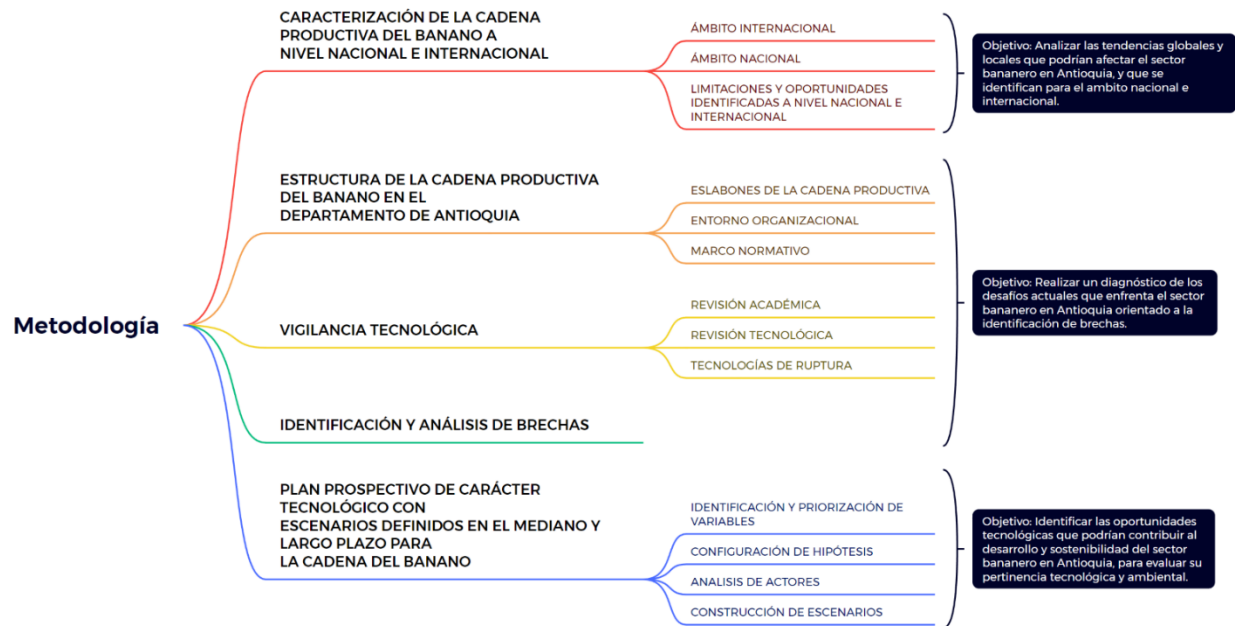 Metodología
CARACTERIZACIÓN DE LA CADENA
PRODUCTIVA DEL BANANO A
NIVEL NACIONAL E INTERNACIONAL
ÁMBITO INTERNACIONAL
ÁMBITO NACIONAL
LIMITACIONES Y OPORTUNIDADES
IDENTIFICADAS A NIVEL NACIONAL E
INTERNACIONAL
Objetivo: Analizar las tendencias globales y
locales que podrían afectar el sector
bananero en Antioquia, y que se
identifican para el ambito nacional e
internacional.
ESTRUCTURA DE LA CADENA PRODUCTIVA
DEL BANANO EN EL
DEPARTAMENTO DE ANTIOQUIA
ESLABONES DE LA CADENA PRODUCTIVA
ENTORNO ORGANIZACIONAL
MARCO NORMATIVO
VIGILANCIA TECNOLÓGICA
REVISIÓN ACADÉMICA
REVISIÓN TECNOLÓGICA
TECNOLOGÍAS DE RUPTURA
IDENTIFICACIÓN Y ANÁLISIS DE BRECHAS
Objetivo: Realizar un diagnóstico de los
desafíos actuales que enfrenta el sector
bananero en Antioquia orientado a la
identificación de brechas.
PLAN PROSPECTIVO DE CARÁCTER
TECNOLÓGICO CON
ESCENARIOS DEFINIDOS EN EL MEDIANO Y
LARGO PLAZO PARA
LA CADENA DEL BANANO
IDENTIFICACIÓN Y PRIORIZACIÓN DE
VARIABLES
CONFIGURACIÓN DE HIPÓTESIS
ANALISIS DE ACTORES
CONSTRUCCIÓN DE ESCENARIOS
Objetivo: Identificar las oportunidades
tecnológicas que podrían contribuir al
desarrollo y sostenibilidad del sector
bananero en Antioquia, para evaluar su
pertinencia tecnológica y ambiental.